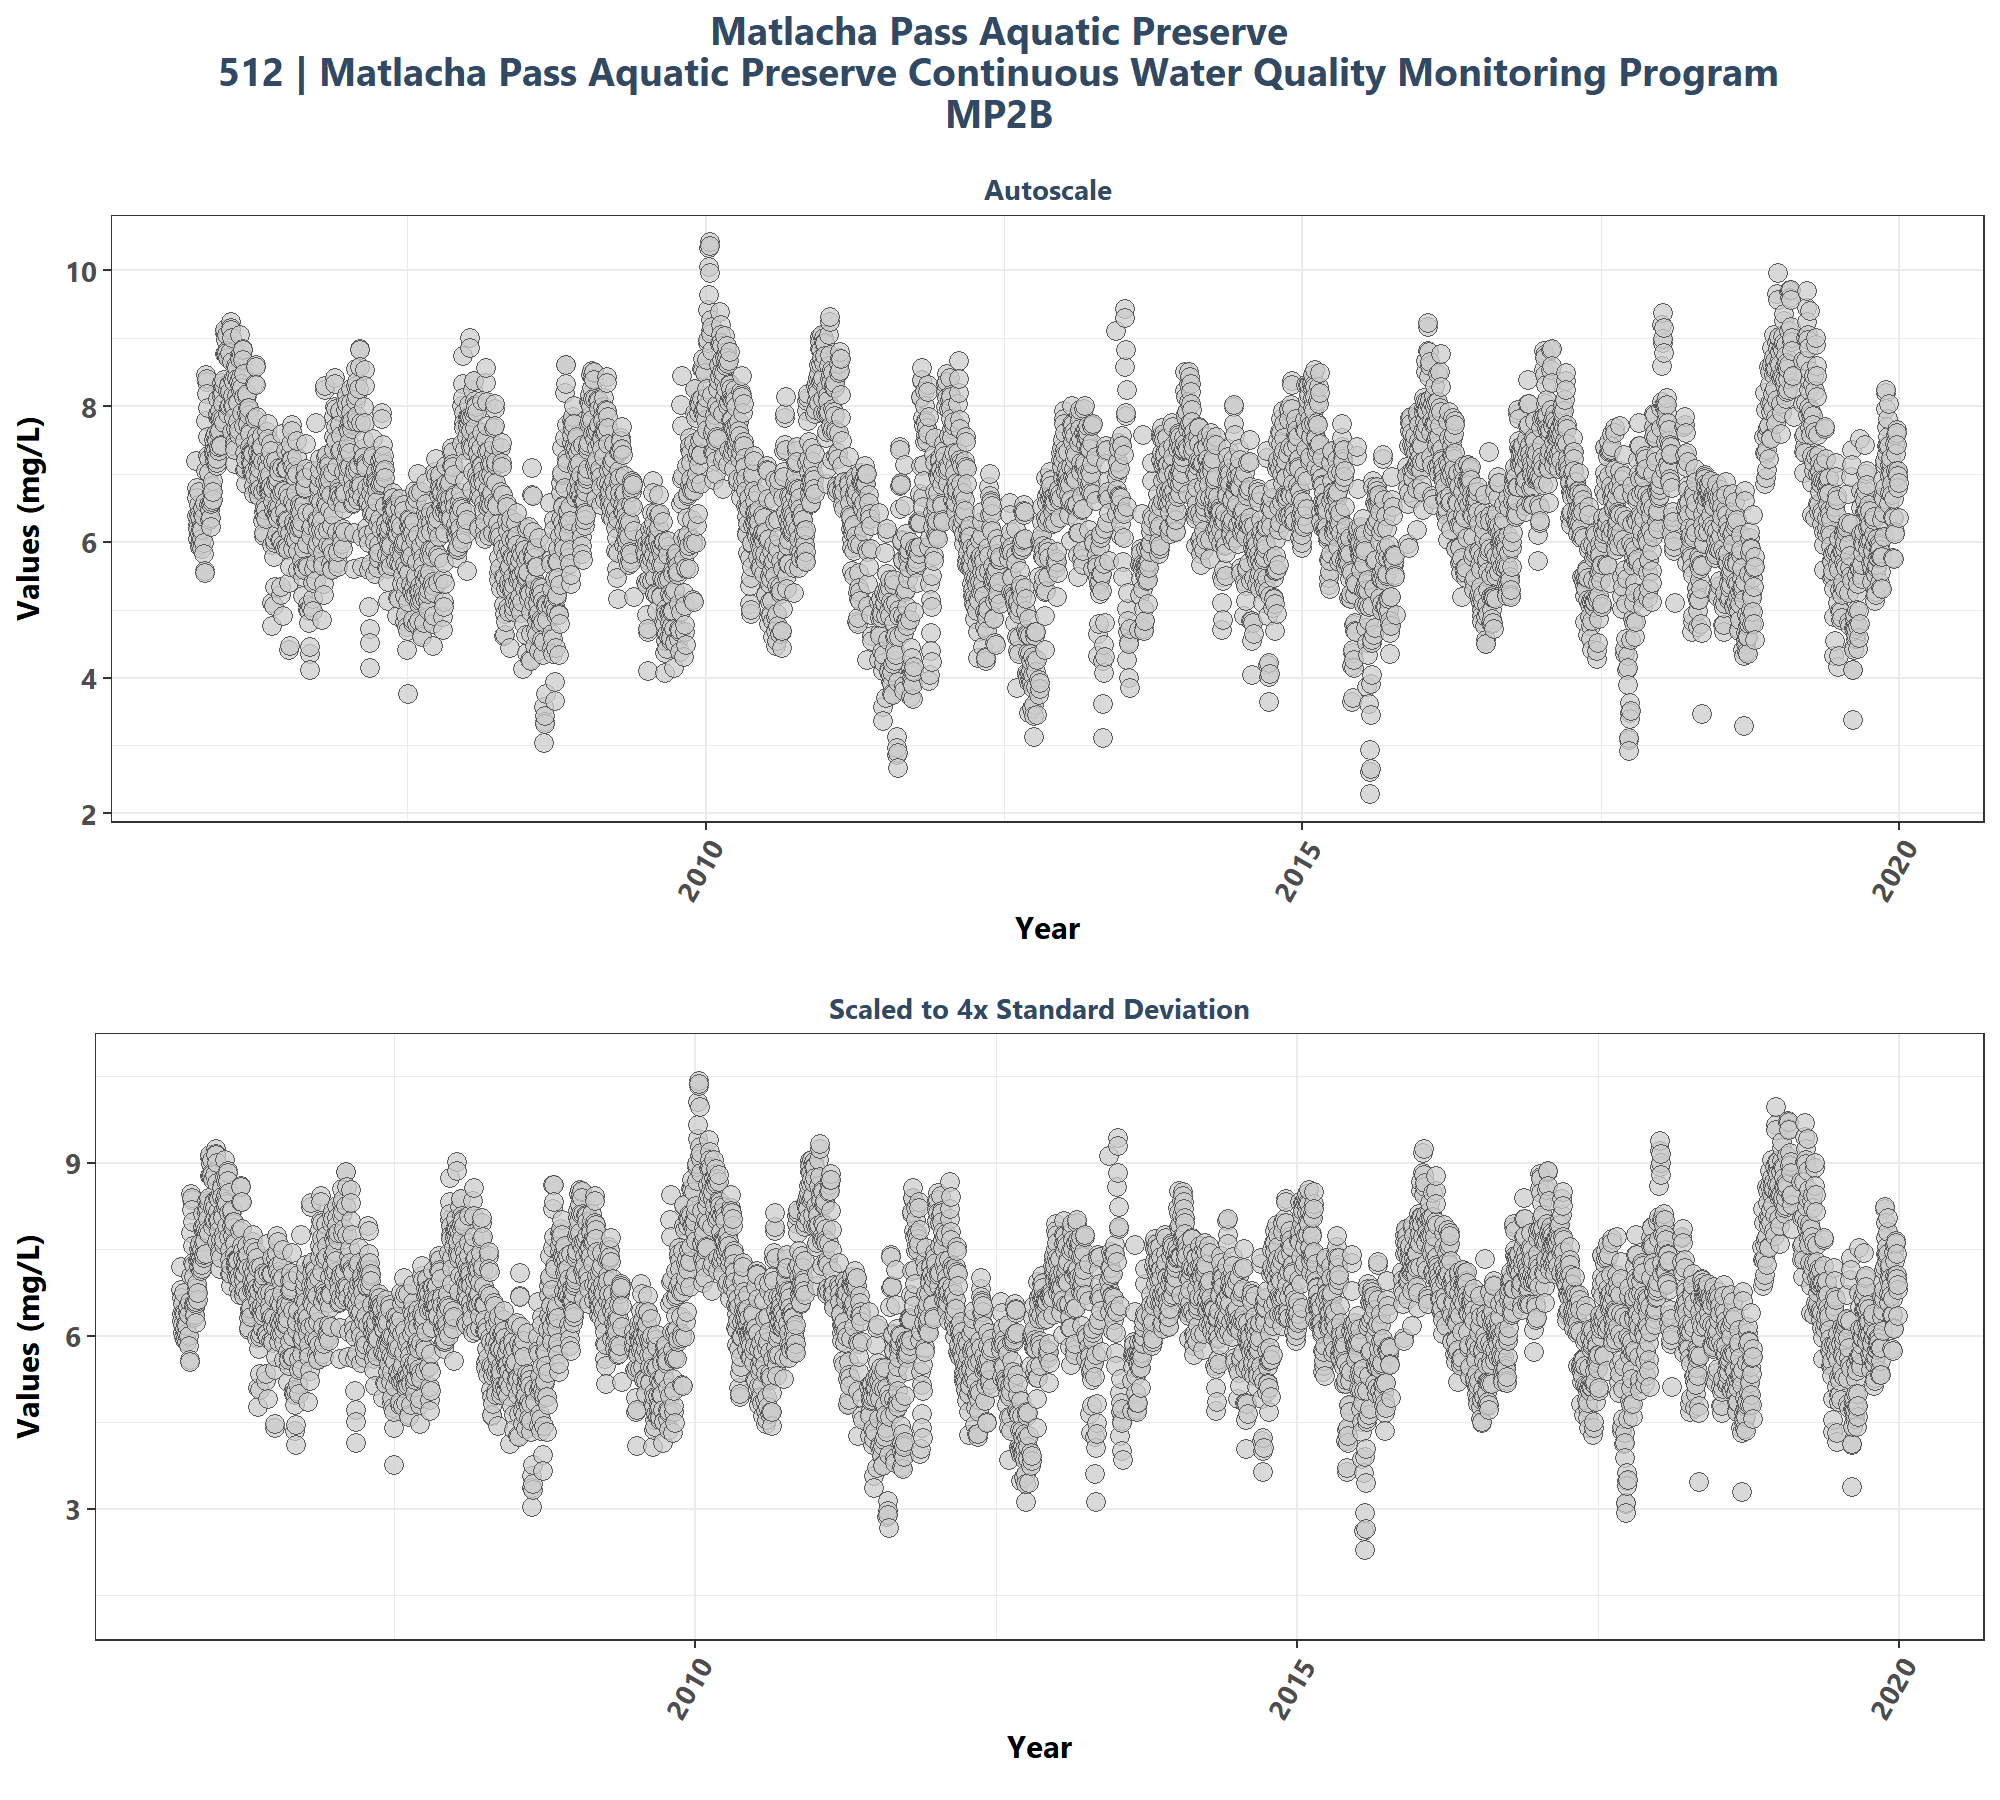 Matlacha Pass Aquatic Preserve
512 | Matlacha Pass Aquatic Preserve Continuous Water Quality Monitoring Program
MP2B
Autoscale
Values (mg/L)
10
8
6
4
2
2010
2015
2020
Year
Scaled to 4x Standard Deviation
Values (mg/L)
9
6
3
2010
2015
2020
Year